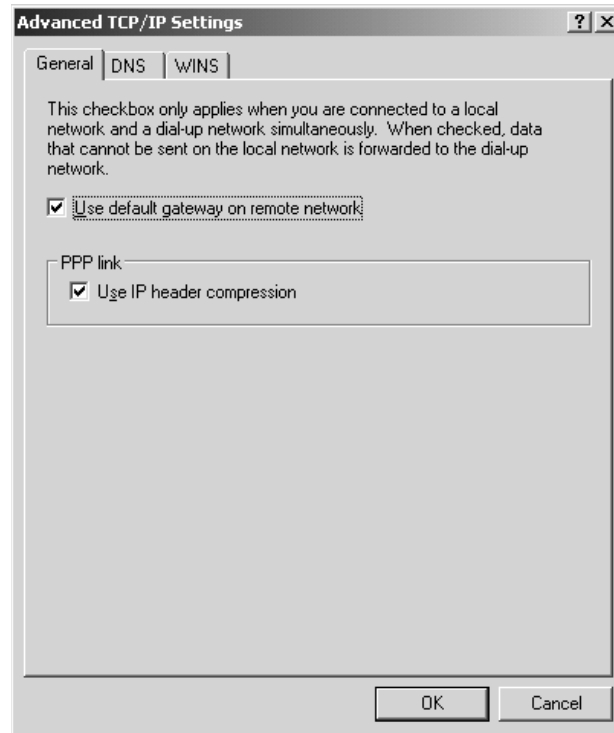 Advanced TCP/IP Settings
General DNS WINS
This checkbox only applies when you are connected to a local
network and a dial-up network simultaneously. When checked, data
that cannot be sent on the local network is forwarded to the dial-up
network.
Use default gateway on remote network
PPP link
Use IP header compression
OK Cancel